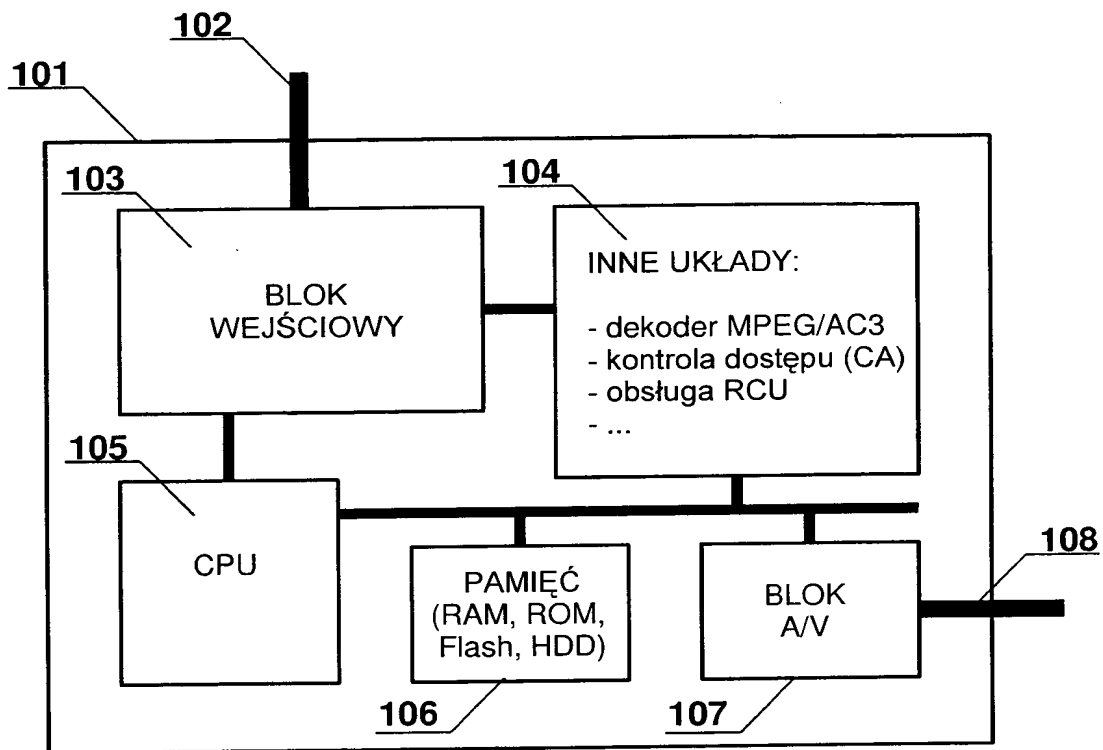 102
101
103
104
BLOK
WEJŚCIOWY
INNE UKŁADY:
- dekoder MPEG/AC3
- kontrola dostępu (CA)
- obsługa RCU
- ...
105
CPU
PAMIĘĆ
(RAM, ROM,
Flash, HDD)
BLOK
A/V
108
106
107